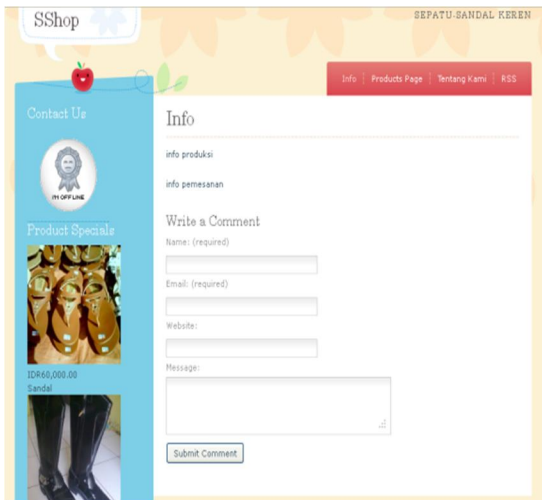 SShop
SEPATU-SANDAL KEREN
Info
Products Page
Tentang Kami
RSS
Contact Us
I'M OFFLINE
Product Specials
IDR60,000.00
Sandal
Info
info produksi
info pemesanan
Write a Comment
Name: (required)
Email: (required)
Website:
Message:
Submit Comment